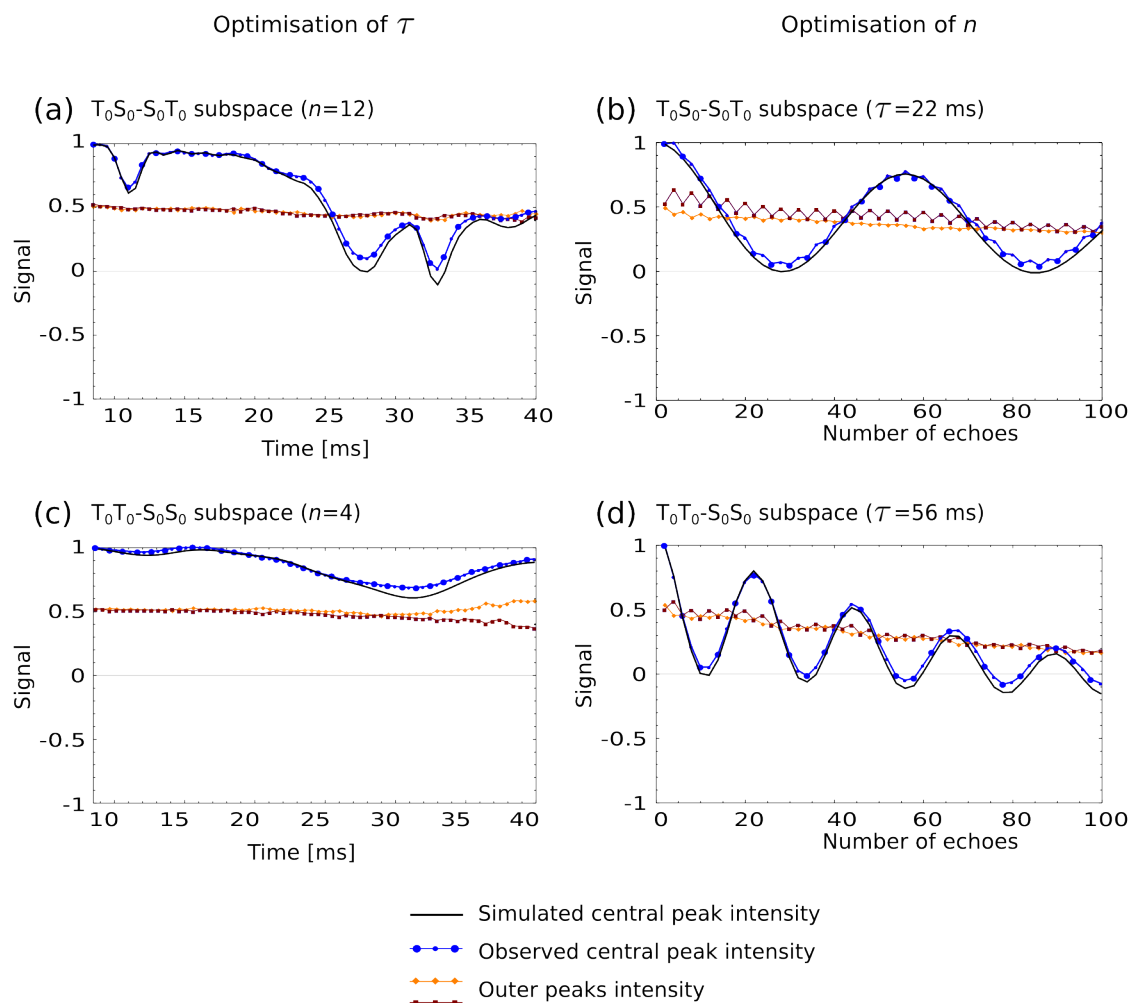 Optimisation of τ
Optimisation of n
(a) T₀S₀-S₀T₀ subspace (n=12)
1
0.5
0
-0.5
-1
Signal
10 15 20 25 30 35 40
Time [ms]
(b) T₀S₀-S₀T₀ subspace (τ=22 ms)
1
0.5
0
-0.5
-1
Signal
0 20 40 60 80 100
Number of echoes
(c) T₀T₀-S₀S₀ subspace (n=4)
1
0.5
0
-0.5
-1
Signal
10 15 20 25 30 35 40
Time [ms]
(d) T₀T₀-S₀S₀ subspace (τ=56 ms)
1
0.5
0
-0.5
-1
Signal
0 20 40 60 80 100
Number of echoes
Simulated central peak intensity
Observed central peak intensity
Outer peaks intensity